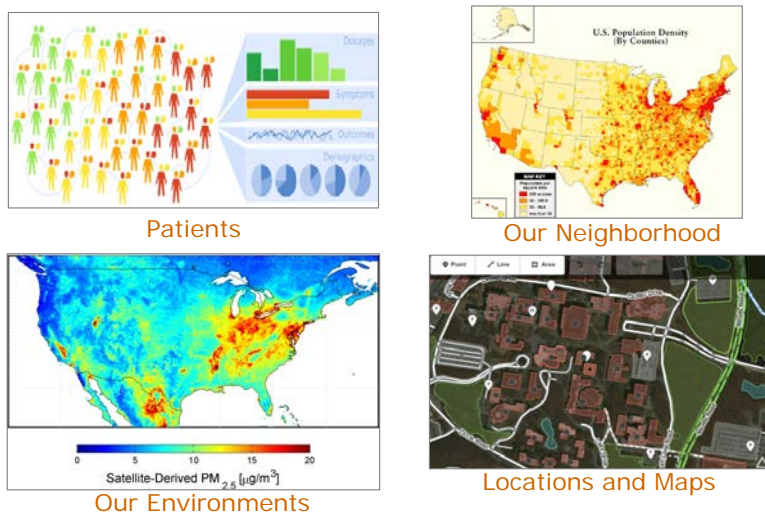 Dosages
Symptoms
Outcomes
Demographics
Patients
U.S. Population Density
(By Counties)
MAP KEY
Our Neighborhood
0 5 10 15 20
Satellite-Derived PM2.5 [µg/m3]
Our Environments
Point Line Area
Locations and Maps